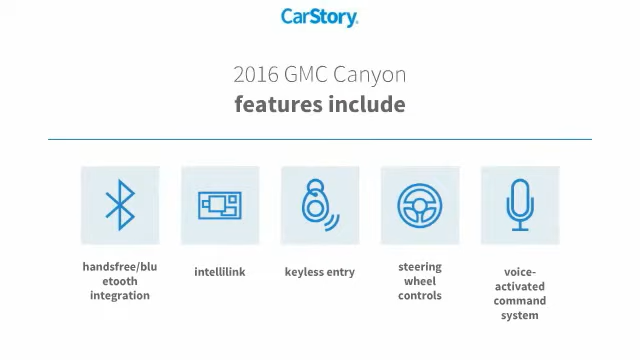 CarStory.
2016 GMC Canyon
features include
handsfree/blu
etooth
integration
intellilink
keyless entry
steering
wheel
controls
voice-
activated
command
system